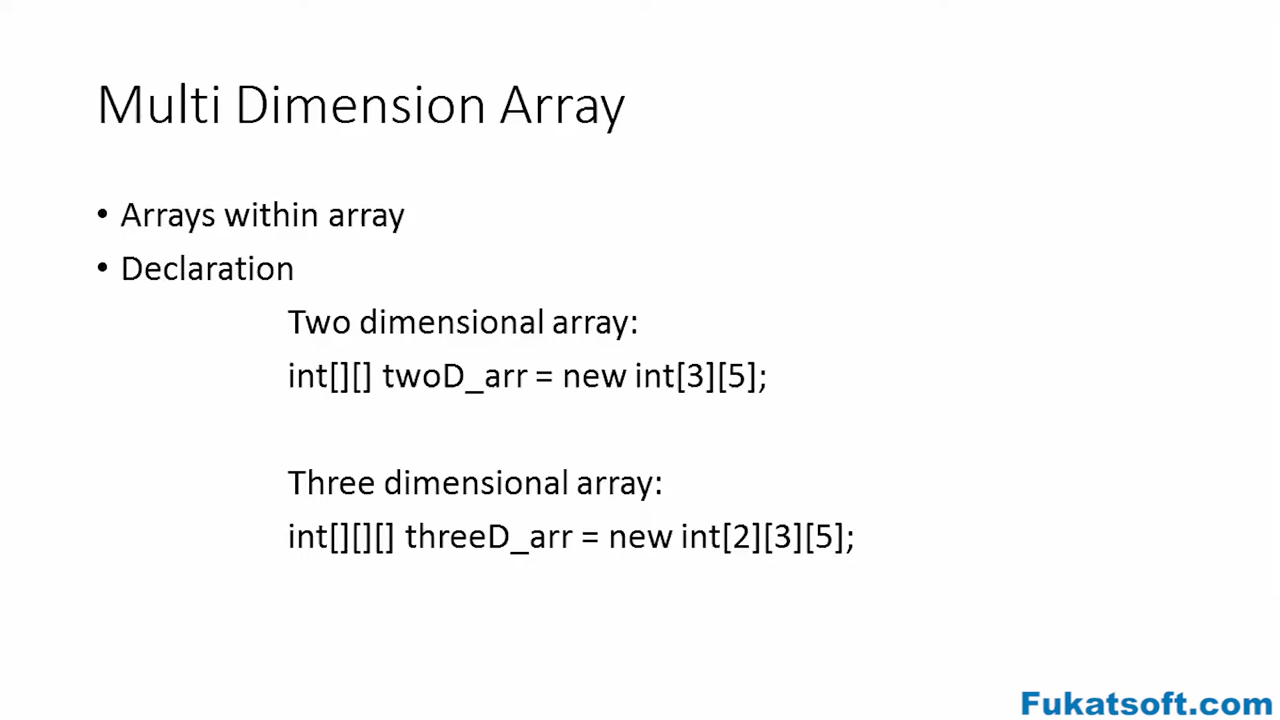 Multi Dimension Array
• Arrays within array
• Declaration
Two dimensional array:
int[][] twoD_arr = new int[3][5];
Three dimensional array:
int[][][] threeD_arr = new int[2][3][5];
Fukatsoft.com